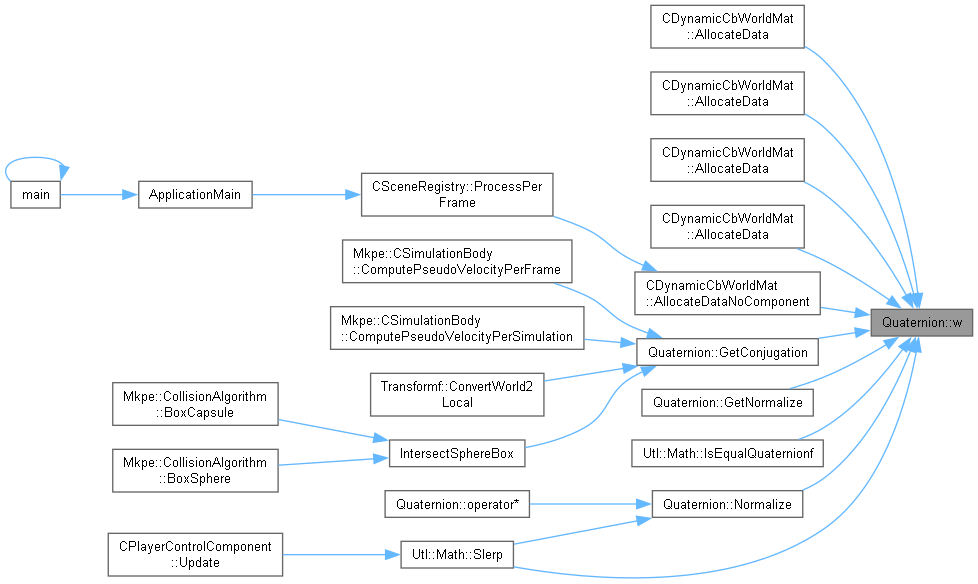 CDynamicCbWorldMat
::AllocateData
CDynamicCbWorldMat
::AllocateData
CDynamicCbWorldMat
::AllocateData
main
ApplicationMain
CSceneRegistry::ProcessPer
Frame
CDynamicCbWorldMat
::AllocateData
Mkpe::CSimulationBody
::ComputePseudoVelocityPerFrame
CDynamicCbWorldMat
::AllocateDataNoComponent
Quaternion::w
Mkpe::CSimulationBody
::ComputePseudoVelocityPerSimulation
Quaternion::GetConjugation
Transformf::ConvertWorld2
Local
Quaternion::GetNormalize
Mkpe::CollisionAlgorithm
::BoxCapsule
IntersectSphereBox
Utl::Math::IsEqualQuaternionf
Mkpe::CollisionAlgorithm
::BoxSphere
Quaternion::operator*
Quaternion::Normalize
CPlayerControlComponent
::Update
Utl::Math::Slerp